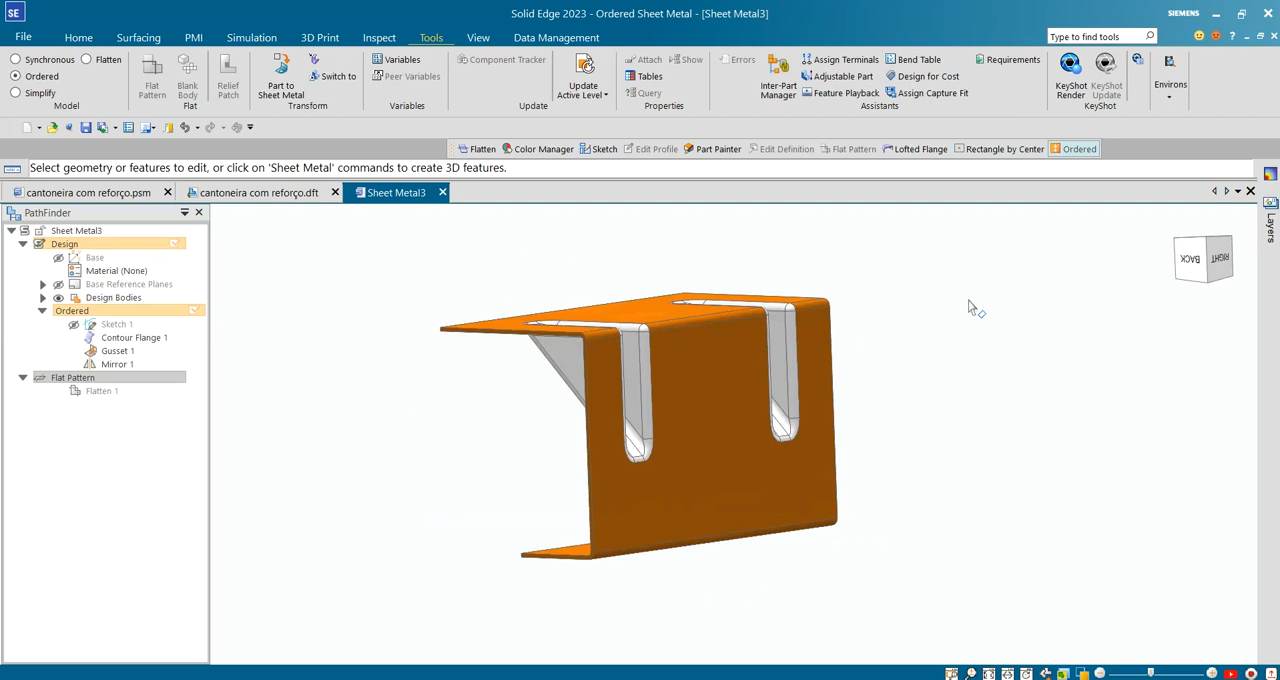 SE
Solid Edge 2023 - Ordered Sheet Metal - [Sheet Metal3]
SIEMENS
File Home Surfacing PMI Simulation 3D Print Inspect Tools View Data Management
Type to find tools
Synchronous Flatten
Ordered
Simplify
Model
Flat Pattern
Blank Body
Flat
Relief Patch
Part to Sheet Metal
Switch to
Transform
Variables
Peer Variables
Variables
Component Tracker
Update Active Level
Update
Attach Show
Tables
Query
Properties
Errors
Inter-Part Manager
Assign Terminals
Adjustable Part
Feature Playback
Bend Table
Design for Cost
Assign Capture Fit
Assistants
Requirements
KeyShot Render
KeyShot Update
KeyShot
Environs
Flatten Color Manager Sketch Edit Profile Part Painter Edit Definition Flat Pattern Lofted Flange Rectangle by Center Ordered
Select geometry or features to edit, or click on 'Sheet Metal' commands to create 3D features.
cantoneira com reforço.psm cantoneira com reforço.dft Sheet Metal3
PathFinder
Sheet Metal3
Design
Base
Material (None)
Base Reference Planes
Design Bodies
Ordered
Sketch 1
Contour Flange 1
Gusset 1
Mirror 1
Flat Pattern
Flatten 1
BACK
RIGHT
Layers